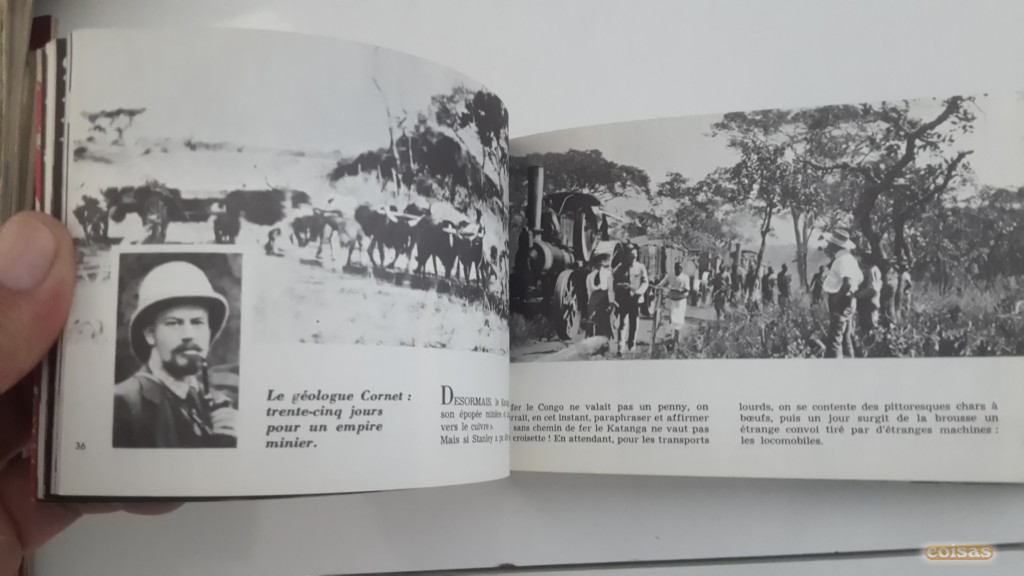 Le géologue Cornet :
trente-cinq jours
pour un empire
minier.
36
DESORMAIS, le
son épopée minière
vers le cuivre ».
Mais si Stanley a
fer le Congo ne valait pas un penny, on
rait, en cet instant, paraphraser et affirmer
sans chemin de fer le Katanga ne vaut pas
croisette ! En attendant, pour les transports
lourds, on se contente des pittoresques chars à
bœufs, puis un jour surgit de la brousse un
étrange convoi tiré par d'étranges machines :
les locomobiles.
coisas